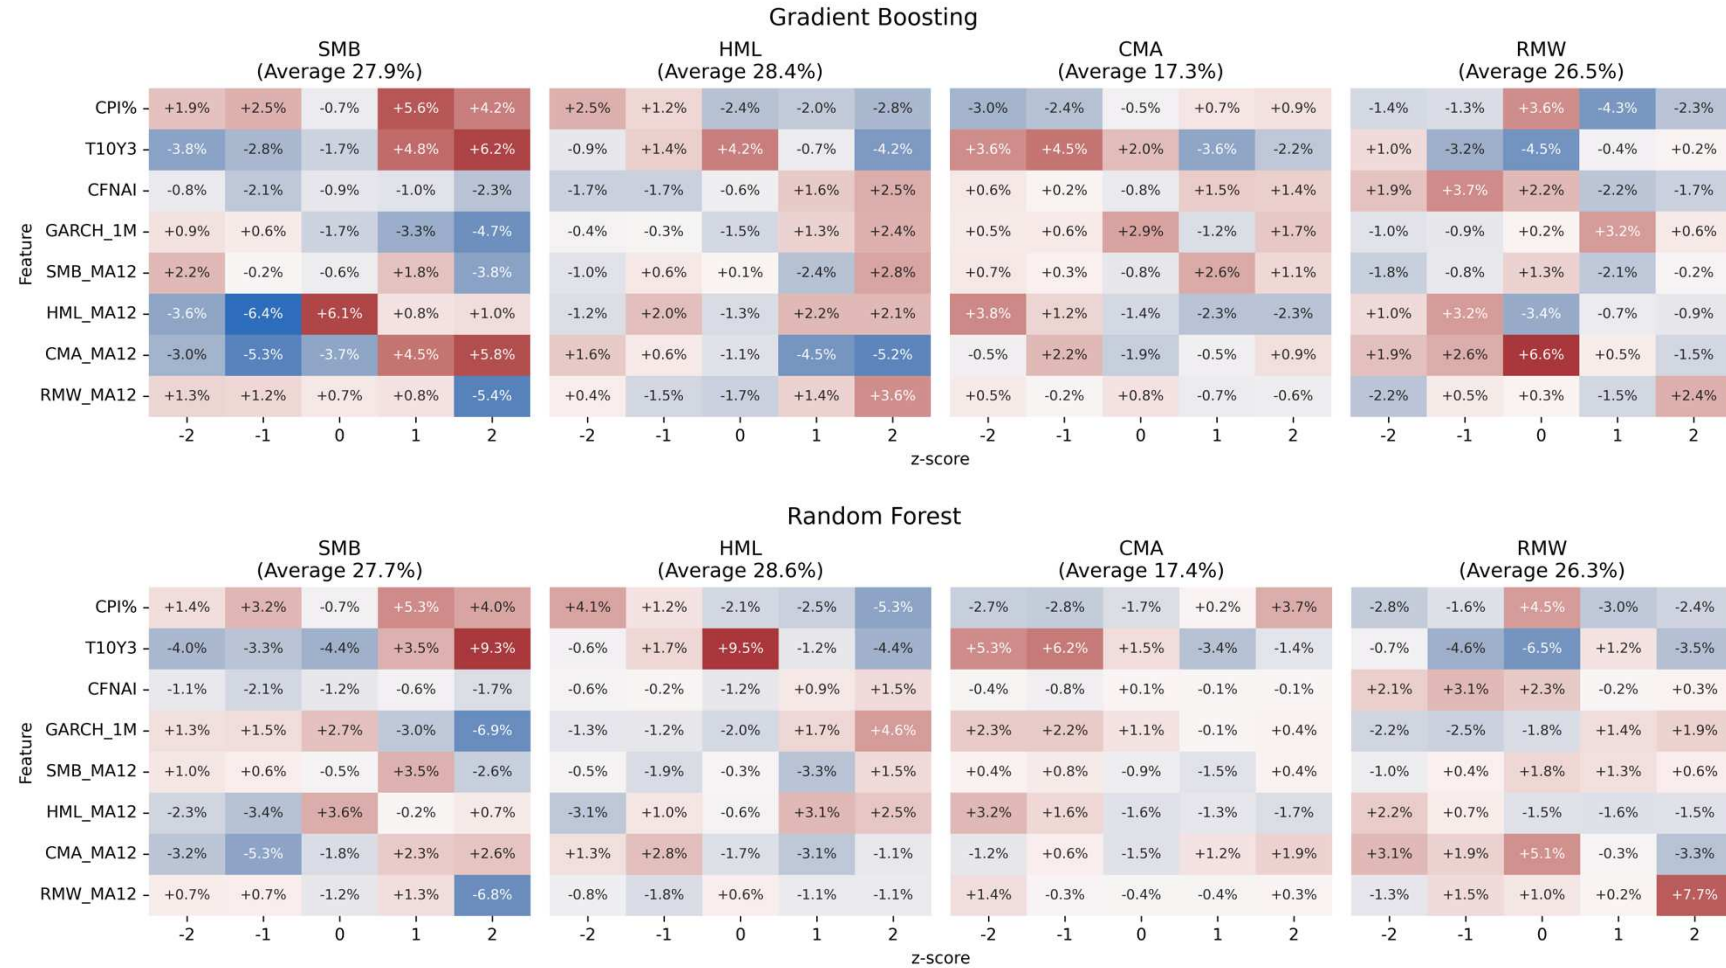 Gradient Boosting
SMB HML CMA RMW
(Average 27.9%) (Average 28.4%) (Average 17.3%) (Average 26.5%)
CPI% +1.9% +2.5% -0.7% +5.6% +4.2% +2.5% +1.2% -2.4% -2.0% -2.8% -3.0% -2.4% -0.5% +0.7% +0.9% -1.4% -1.3% +3.6% -4.3% -2.3%
T10Y3 -3.8% -2.8% -1.7% +4.8% +6.2% -0.9% +1.4% +4.2% -0.7% -4.2% +3.6% +4.5% +2.0% -3.6% -2.2% +1.0% -3.2% -4.5% -0.4% +0.2%
CFNAI -0.8% -2.1% -0.9% -1.0% -2.3% -1.7% -1.7% -0.6% +1.6% +2.5% +0.6% +0.2% -0.8% +1.5% +1.4% +1.9% +3.7% +2.2% -2.2% -1.7%
GARCH_1M +0.9% +0.6% -1.7% -3.3% -4.7% -0.4% -0.3% -1.5% +1.3% +2.4% +0.5% +0.6% +2.9% -1.2% +1.7% -1.0% -0.9% +0.2% +3.2% +0.6%
Feature
SMB_MA12 +2.2% -0.2% -0.6% +1.8% -3.8% -1.0% +0.6% +0.1% -2.4% +2.8% +0.7% +0.3% -0.8% +2.6% +1.1% -1.8% -0.8% +1.3% -2.1% -0.2%
HML_MA12 -3.6% -6.4% +6.1% +0.8% +1.0% -1.2% +2.0% -1.3% +2.2% +2.1% +3.8% +1.2% -1.4% -2.3% -2.3% +1.0% +3.2% -3.4% -0.7% -0.9%
CMA_MA12 -3.0% -5.3% -3.7% +4.5% +5.8% +1.6% +0.6% -1.1% -4.5% -5.2% -0.5% +2.2% -1.9% -0.5% +0.9% +1.9% +2.6% +6.6% +0.5% -1.5%
RMW_MA12 +1.3% +1.2% +0.7% +0.8% -5.4% +0.4% -1.5% -1.7% +1.4% +3.6% +0.5% -0.2% +0.8% -0.7% -0.6% -2.2% +0.5% +0.3% -1.5% +2.4%
-2 -1 0 1 2 -2 -1 0 1 2 -2 -1 0 1 2 -2 -1 0 1 2
z-score
Random Forest
SMB HML CMA RMW
(Average 27.7%) (Average 28.6%) (Average 17.4%) (Average 26.3%)
CPI% +1.4% +3.2% -0.7% +5.3% +4.0% +4.1% +1.2% -2.1% -2.5% -5.3% -2.7% -2.8% -1.7% +0.2% +3.7% -2.8% -1.6% +4.5% -3.0% -2.4%
T10Y3 -4.0% -3.3% -4.4% +3.5% +9.3% -0.6% +1.7% +9.5% -1.2% -4.4% +5.3% +6.2% +1.5% -3.4% -1.4% -0.7% -4.6% -6.5% +1.2% -3.5%
CFNAI -1.1% -2.1% -1.2% -0.6% -1.7% -0.6% -0.2% -1.2% +0.9% +1.5% -0.4% -0.8% +0.1% -0.1% -0.1% +2.1% +3.1% +2.3% -0.2% +0.3%
GARCH_1M +1.3% +1.5% +2.7% -3.0% -6.9% -1.3% -1.2% -2.0% +1.7% +4.6% +2.3% +2.2% +1.1% -0.1% +0.4% -2.2% -2.5% -1.8% +1.4% +1.9%
Feature
SMB_MA12 +1.0% +0.6% -0.5% +3.5% -2.6% -0.5% -1.9% -0.3% -3.3% +1.5% +0.4% +0.8% -0.9% -1.5% +0.4% -1.0% +0.4% +1.8% +1.3% +0.6%
HML_MA12 -2.3% -3.4% +3.6% -0.2% +0.7% -3.1% +1.0% -0.6% +3.1% +2.5% +3.2% +1.6% -1.6% -1.3% -1.7% +2.2% +0.7% -1.5% -1.6% -1.5%
CMA_MA12 -3.2% -5.3% -1.8% +2.3% +2.6% +1.3% +2.8% -1.7% -3.1% -1.1% -1.2% +0.6% -1.5% +1.2% +1.9% +3.1% +1.9% +5.1% -0.3% -3.3%
RMW_MA12 +0.7% +0.7% -1.2% +1.3% -6.8% -0.8% -1.8% +0.6% -1.1% -1.1% +1.4% -0.3% -0.4% -0.4% +0.3% -1.3% +1.5% +1.0% +0.2% +7.7%
-2 -1 0 1 2 -2 -1 0 1 2 -2 -1 0 1 2 -2 -1 0 1 2
z-score